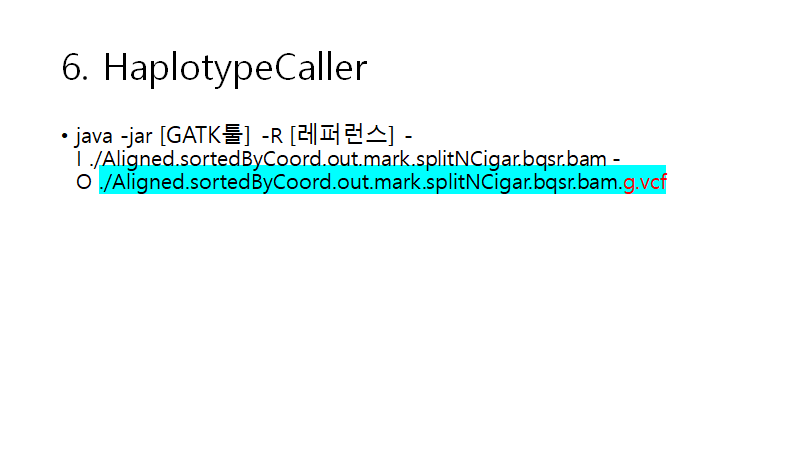 6. HaplotypeCaller
• java -jar [GATK툴] -R [레퍼런스] -
I ./Aligned.sortedByCoord.out.mark.splitNCigar.bqsr.bam -
O ./Aligned.sortedByCoord.out.mark.splitNCigar.bqsr.bam.g.vcf